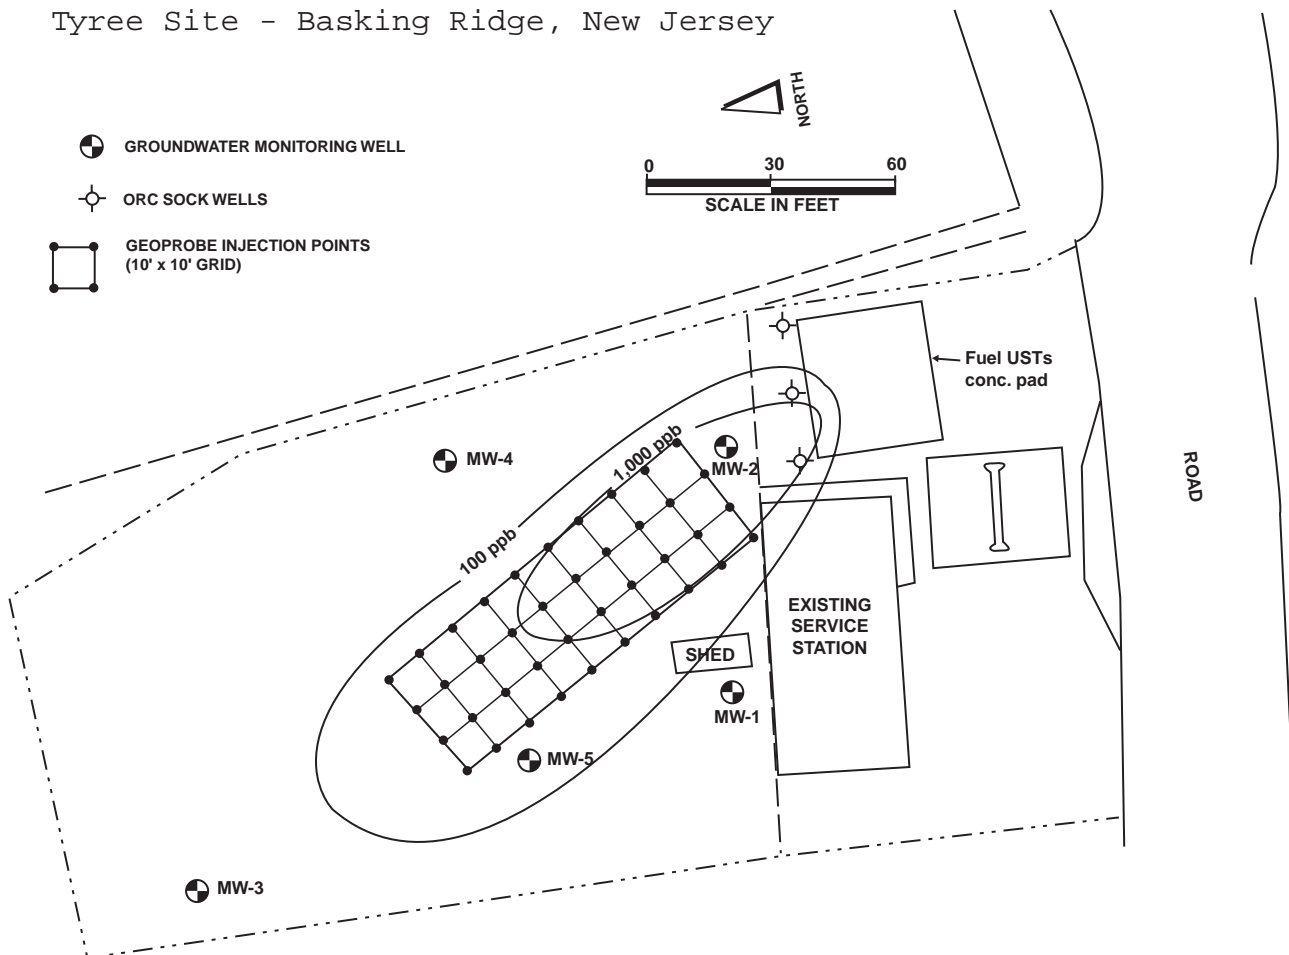 Tyree Site - Basking Ridge, New Jersey
NORTH
GROUNDWATER MONITORING WELL
0 30 60
SCALE IN FEET
ORC SOCK WELLS
GEOPROBE INJECTION POINTS
(10' x 10' GRID)
Fuel USTs
conc. pad
1,000 ppb
MW-4
MW-2
ROAD
100 ppb
EXISTING
SERVICE
STATION
SHED
MW-1
MW-5
MW-3